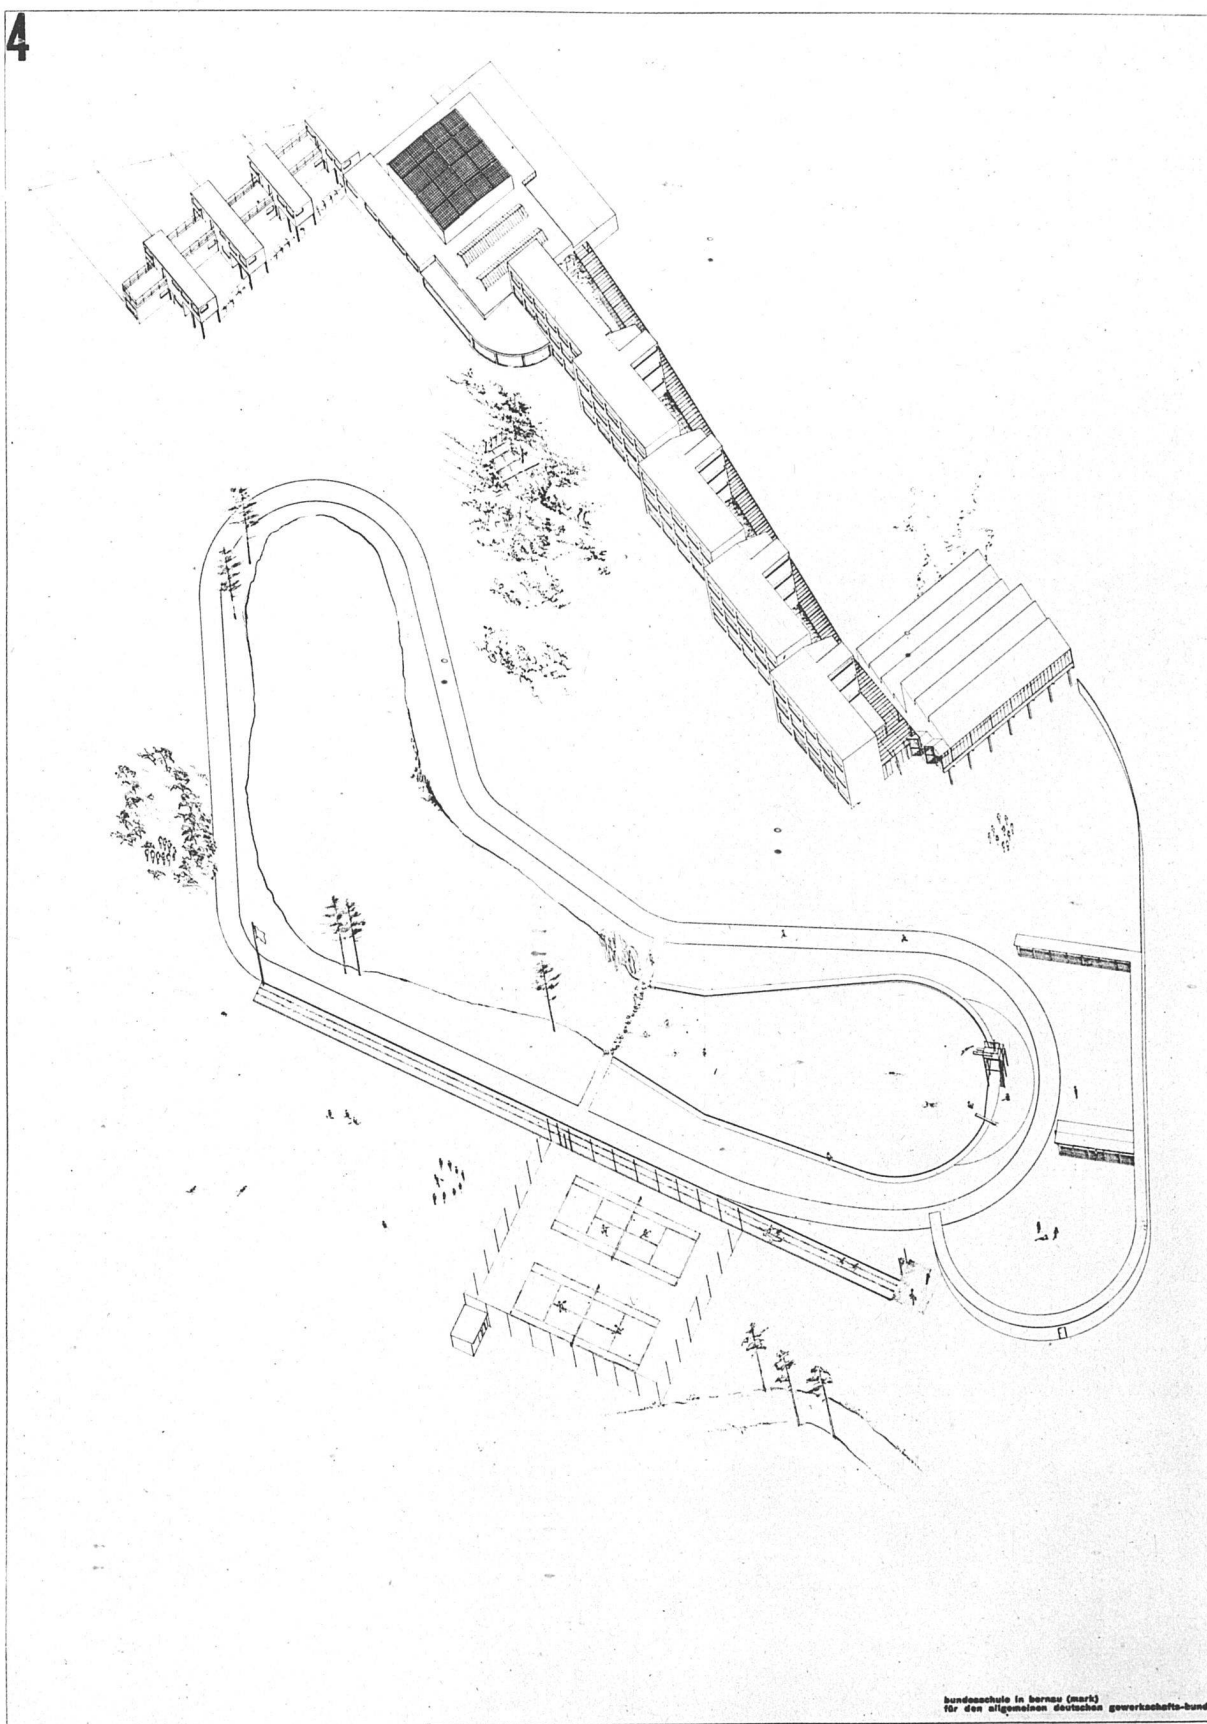 4
bundesschule in bernau (mark)
für den allgemeinen deutschen gewerkschafts-bund